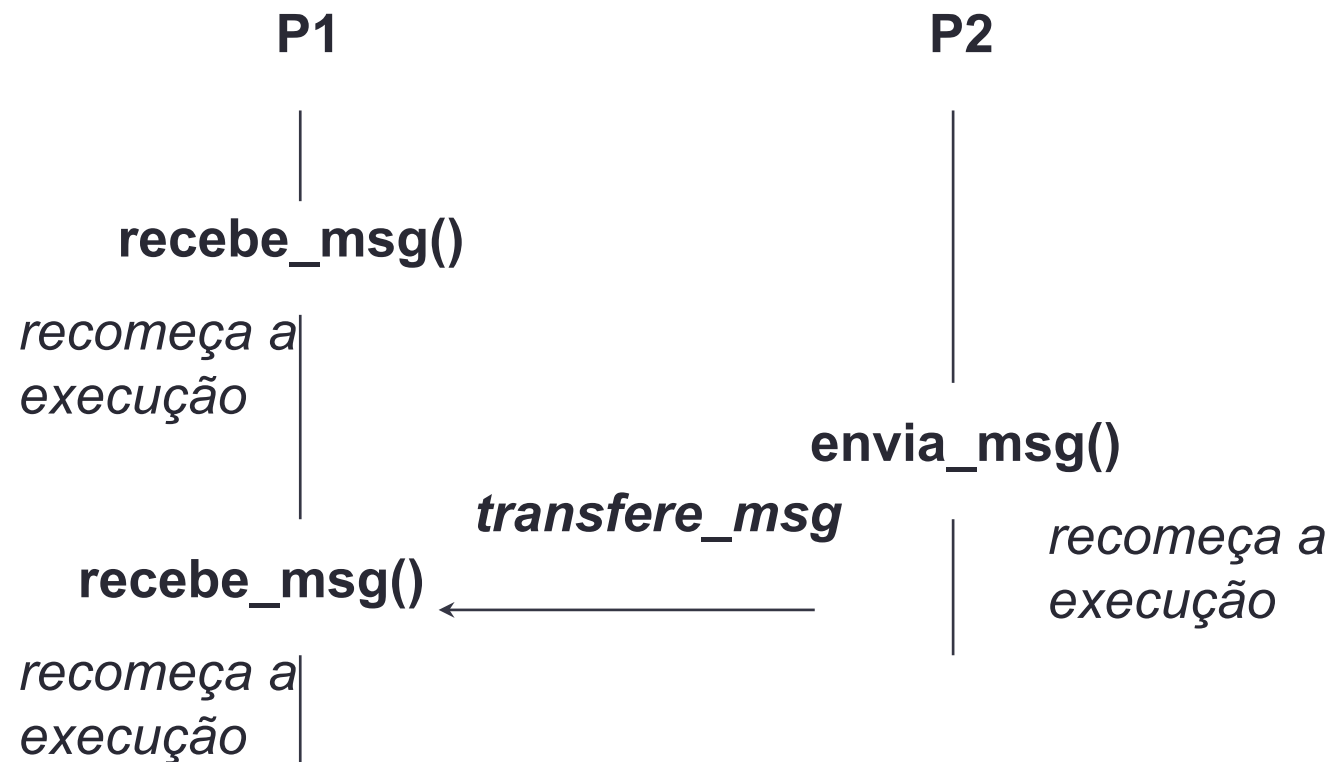 P1
P2
recebe_msg()
recomeça a
execução
envia_msg()
transfere_msg
recomeça a
execução
recebe_msg()
recomeça a
execução